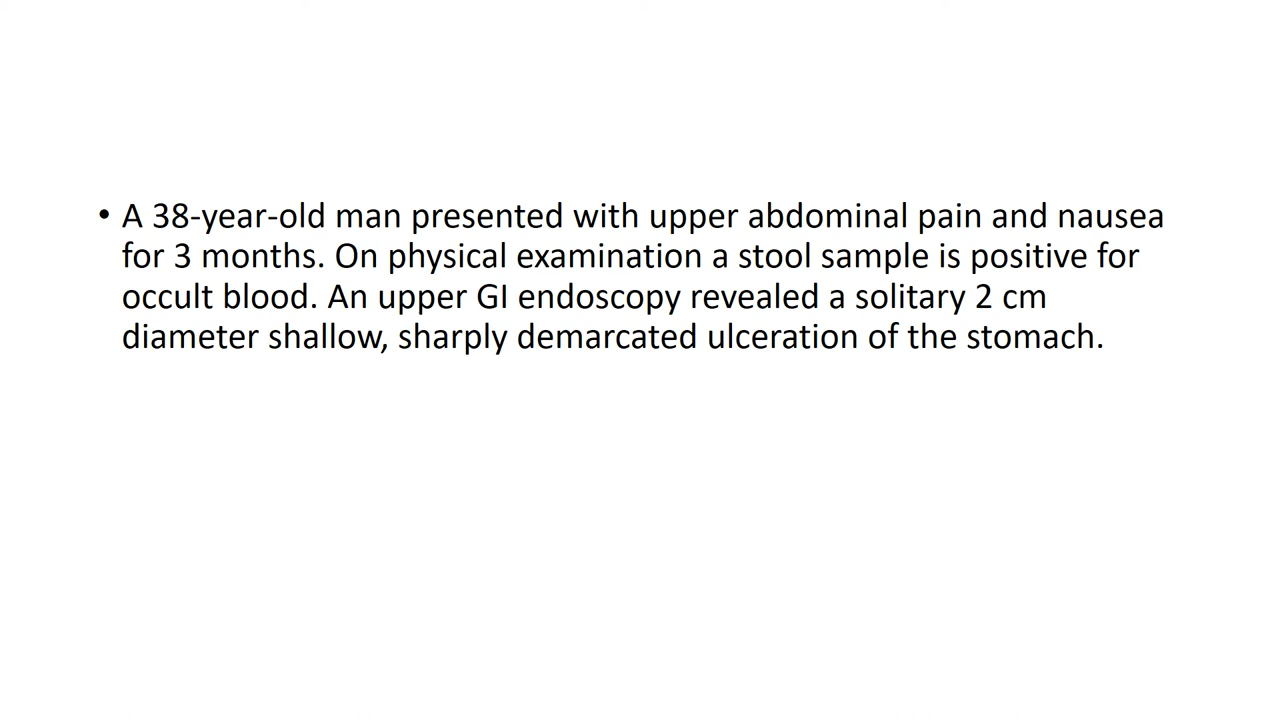 • A 38-year-old man presented with upper abdominal pain and nausea
for 3 months. On physical examination a stool sample is positive for
occult blood. An upper GI endoscopy revealed a solitary 2 cm
diameter shallow, sharply demarcated ulceration of the stomach.